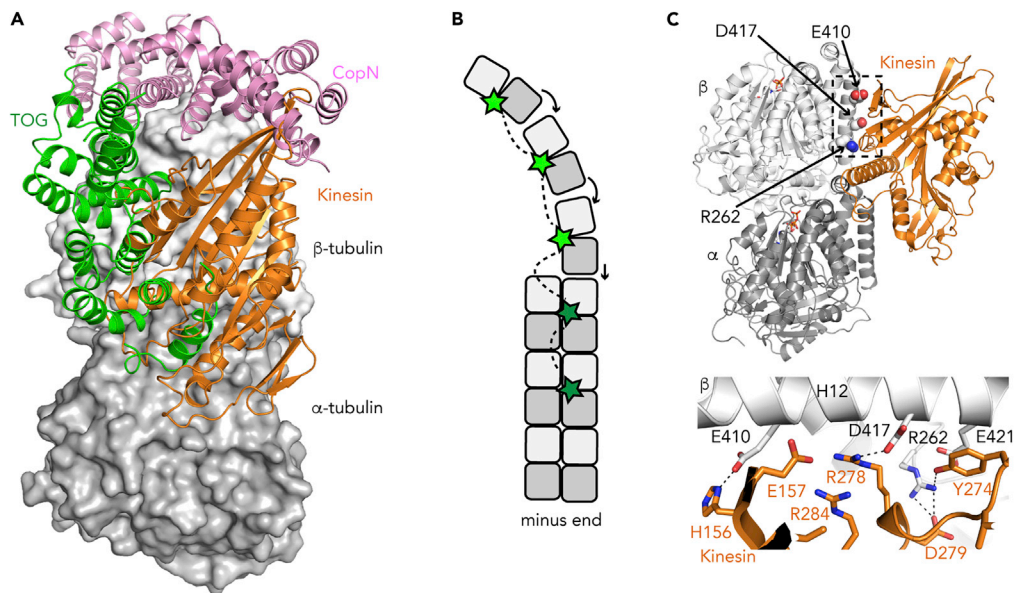 A
CopN
TOG
Kinesin
β-tubulin
α-tubulin
B
minus end
C
D417
E410
Kinesin
β
R262
α
β
H12
E410
D417
R262
E421
E157
R278
Y274
R284
H156
D279
Kinesin